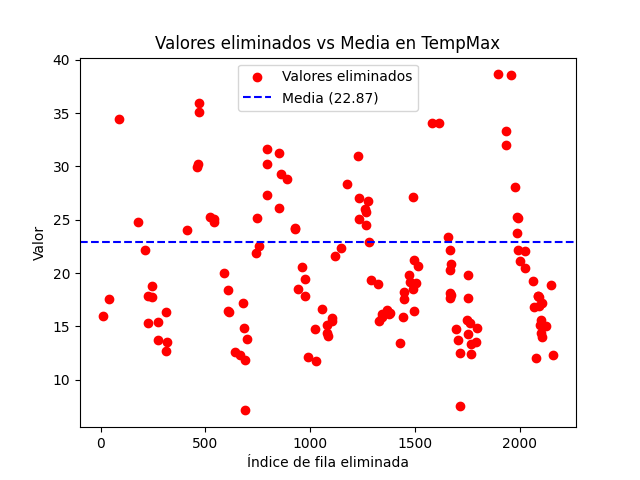 Valores eliminados vs Media en TempMax
Valores eliminados
Media (22.87)
40
35
30
25
20
15
10
Valor
0
500
1000
1500
2000
Índice de fila eliminada